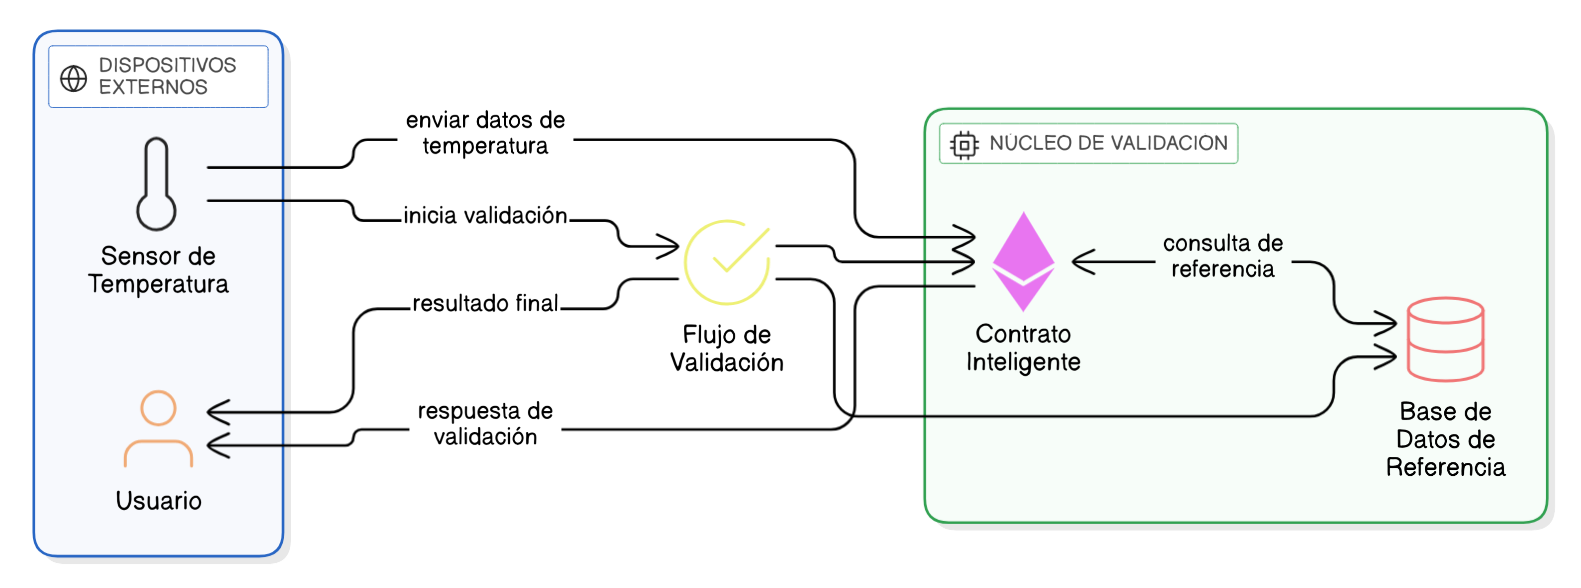 DISPOSITIVOS
EXTERNOS
Sensor de
Temperatura
Usuario
enviar datos de
temperatura
inicia validación
resultado final
respuesta de
validación
Flujo de
Validación
NÚCLEO DE VALIDACION
Contrato
Inteligente
consulta de
referencia
Base de
Datos de
Referencia